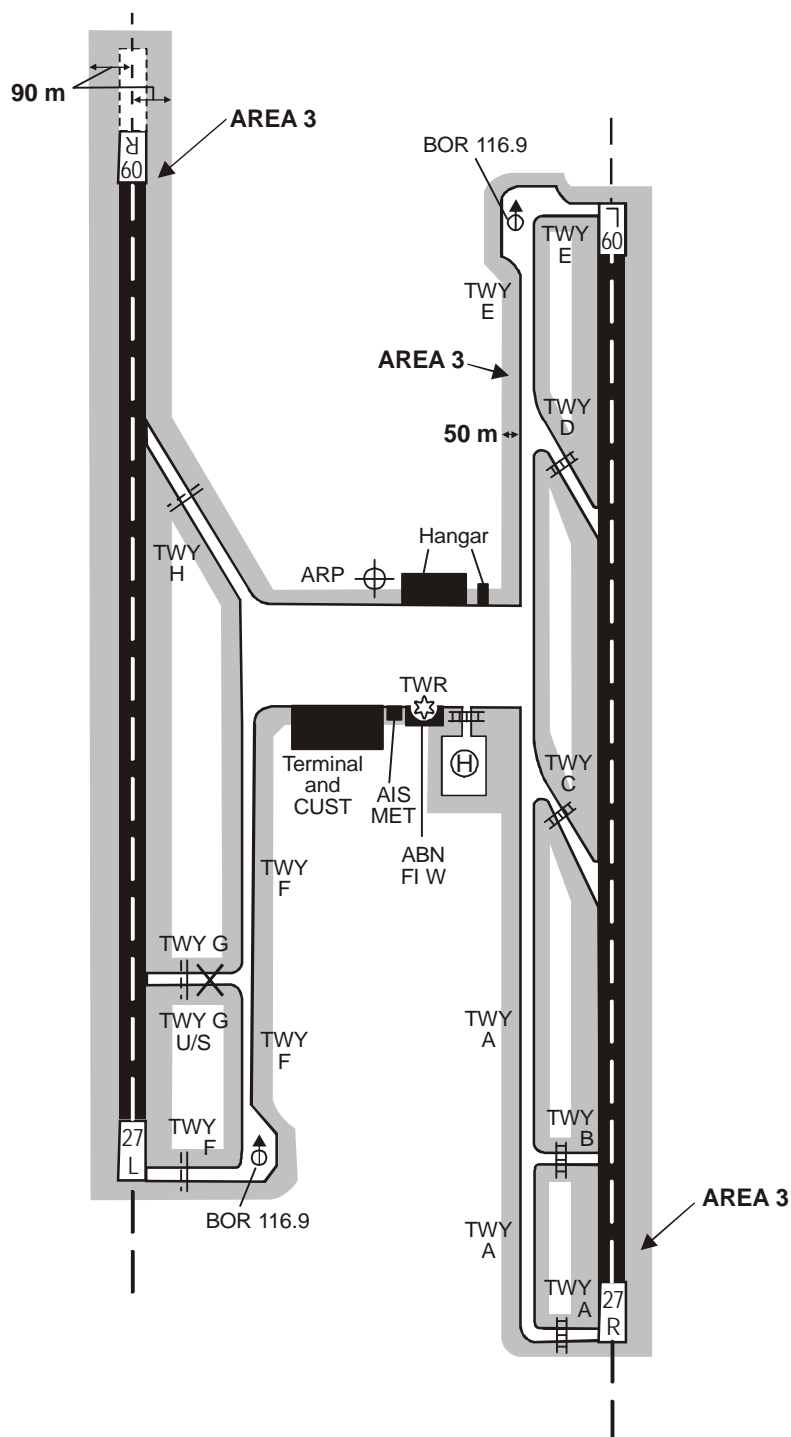 90 m
AREA 3
09
R
BOR 116.9
09
L
TWY
E
TWY
E
AREA 3
TWY
D
50 m
Hangar
ARP
TWY
H
TWR
Terminal
and
CUST
AIS
MET
H
TWY
C
ABN
FI W
TWY
F
TWY G
TWY G
U/S
TWY
F
TWY
A
27
L
TWY
F
TWY
B
BOR 116.9
AREA 3
TWY
A
TWY
A
27
R